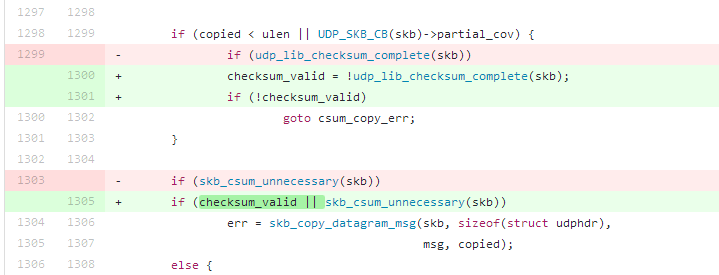 1297 1298
1298 1299 if (copied < ulen || UDP_SKB_CB(skb)->partial_cov) {
1299 - if (udp_lib_checksum_complete(skb))
1300 + checksum_valid = !udp_lib_checksum_complete(skb);
1301 + if (!checksum_valid)
1300 1302 goto csum_copy_err;
1301 1303 }
1302 1304
1303 - if (skb_csum_unnecessary(skb))
1305 + if (checksum_valid || skb_csum_unnecessary(skb))
1304 1306 err = skb_copy_datagram_msg(skb, sizeof(struct udphdr),
1305 1307 msg, copied);
1306 1308 else {